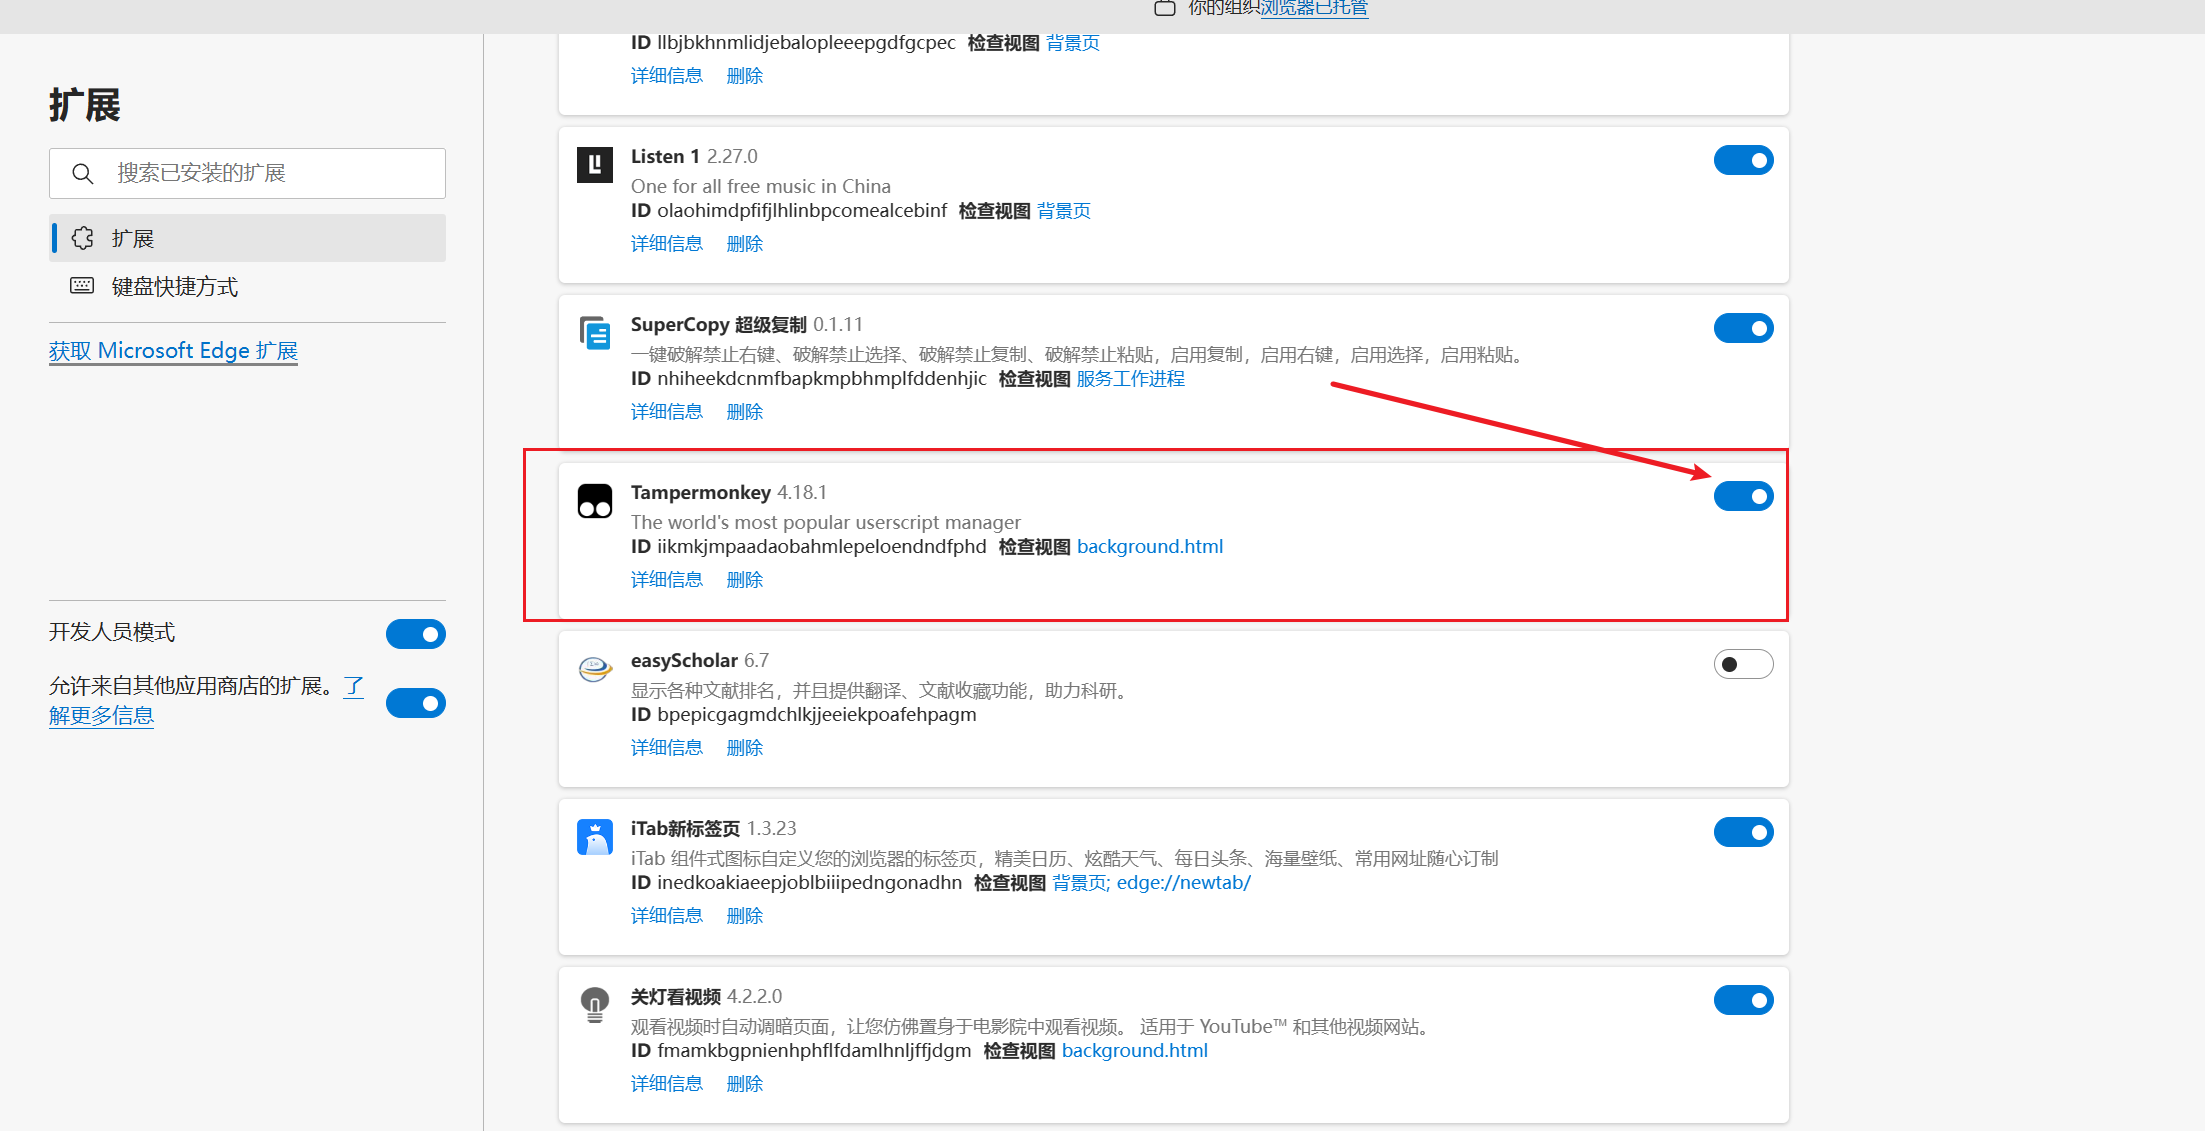 你的组织浏览器已托管
扩展
搜索已安装的扩展
扩展
键盘快捷方式
获取 Microsoft Edge 扩展
开发人员模式
允许来自其他应用商店的扩展。了
解更多信息
ID llbjbkhnmlidjebalopleeepgdfgcpec 检查视图 背景页
详细信息 删除
Listen 1 2.27.0
One for all free music in China
ID olaohimdpfifjlhlinbpcomealcebinf 检查视图 背景页
详细信息 删除
SuperCopy 超级复制 0.1.11
一键破解禁止右键、破解禁止选择、破解禁止复制、破解禁止粘贴，启用复制，启用右键，启用选择，启用粘贴。
ID nhiheekdcnmfbapkmpbhmplfddenhjic 检查视图 服务工作进程
详细信息 删除
Tampermonkey 4.18.1
The world's most popular userscript manager
ID iikmkjmpaadaobahmlepeloendndfphd 检查视图 background.html
详细信息 删除
easyScholar 6.7
显示各种文献排名，并且提供翻译、文献收藏功能，助力科研。
ID bpepicgagmdchlkjjeeiekpoafehpagm
详细信息 删除
iTab新标签页 1.3.23
iTab 组件式图标自定义您的浏览器的标签页，精美日历、炫酷天气、每日头条、海量壁纸、常用网址随心订制
ID inedkoakiaeepjoblbiiipedngonadhn 检查视图 背景页; edge://newtab/
详细信息 删除
关灯看视频 4.2.2.0
观看视频时自动调暗页面，让您仿佛置身于电影院中观看视频。 适用于 YouTube™ 和其他视频网站。
ID fmamkbgpnienhphflfdamlhnljffjdgm 检查视图 background.html
详细信息 删除